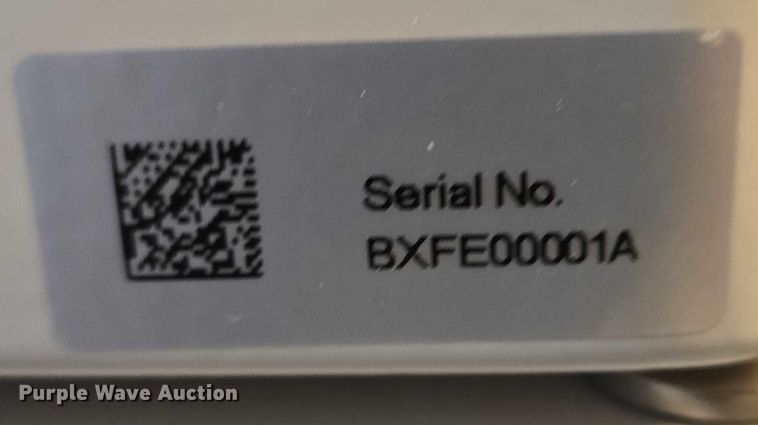 Serial No.
BXFE00001A
Purple Wave Auction